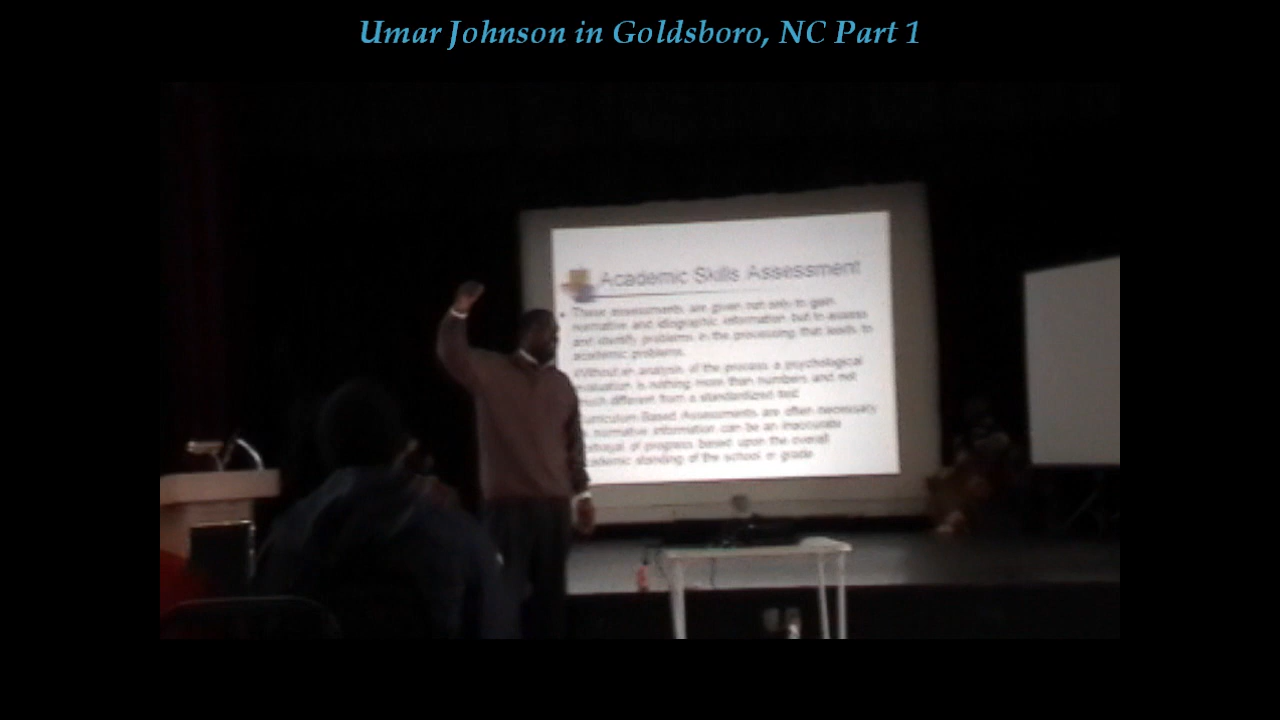 Umar Johnson in Goldsboro, NC Part 1
Academic Skills Assessment
These assessments are given not only to gain
normative and idiographic information but to assess
and identify problems in the processing that leads to
academic problems.
Without an analysis of the process a psychological
evaluation is nothing more than numbers and not
much different from a standardized test
Curriculum Based Assessments are often necessary
normative information can be an inaccurate
portrayal of progress based upon the overall
academic standing of the school or grade